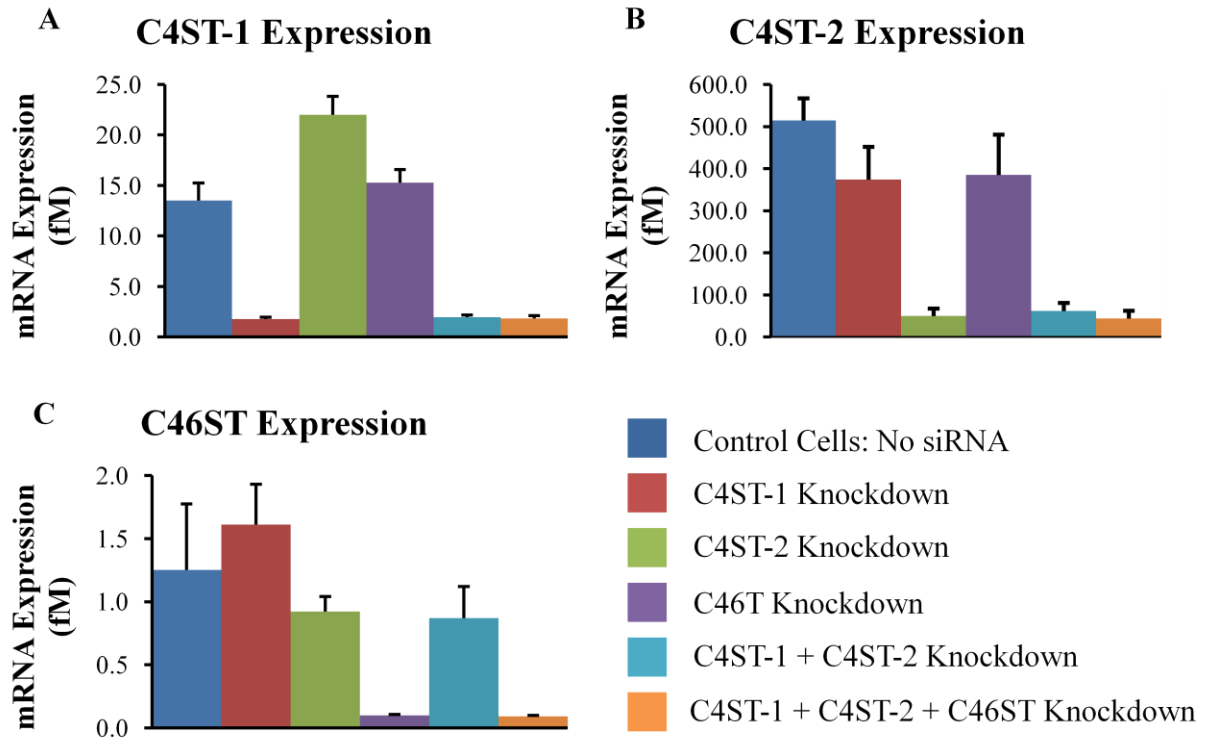 A
C4ST-1 Expression
mRNA Expression
(fM)
25.0
20.0
15.0
10.0
5.0
0.0
B
C4ST-2 Expression
mRNA Expression
(fM)
600.0
500.0
400.0
300.0
200.0
100.0
0.0
C
C46ST Expression
mRNA Expression
(fM)
2.0
1.5
1.0
0.5
0.0
Control Cells: No siRNA
C4ST-1 Knockdown
C4ST-2 Knockdown
C46T Knockdown
C4ST-1 + C4ST-2 Knockdown
C4ST-1 + C4ST-2 + C46ST Knockdown